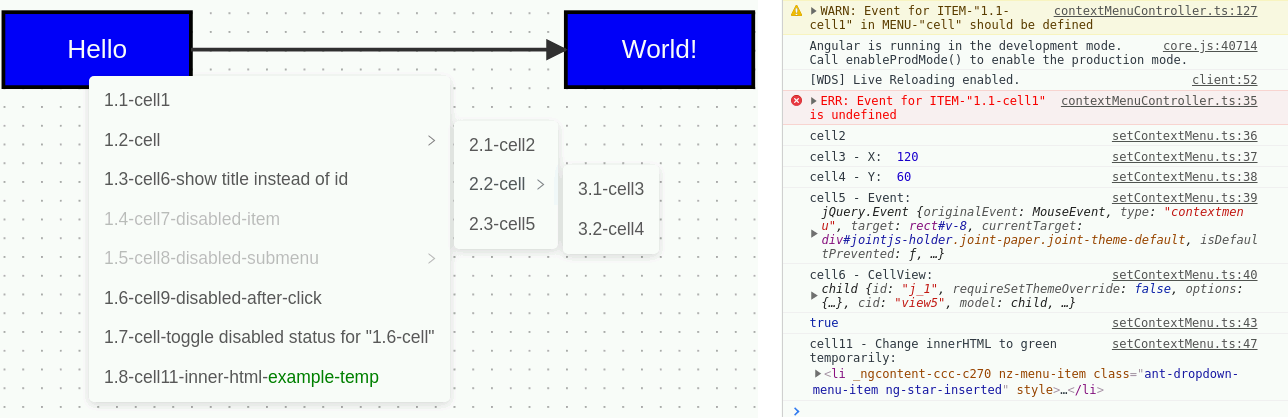 Hello
World!
1.1-cell1
1.2-cell
1.3-cell6-show title instead of id
1.4-cell7-disabled-item
1.5-cell8-disabled-submenu
1.6-cell9-disabled-after-click
1.7-cell-toggle disabled status for "1.6-cell"
1.8-cell11-inner-html-example-temp
2.1-cell2
2.2-cell
2.3-cell5
3.1-cell3
3.2-cell4
WARN: Event for ITEM-"1.1- contextMenuController.ts:127
cell1" in MENU-"cell" should be defined
Angular is running in the development mode. core.js:40714
Call enableProdMode() to enable the production mode.
[WDS] Live Reloading enabled. client:52
ERR: Event for ITEM-"1.1-cell1" contextMenuController.ts:35
is undefined
cell2 setContextMenu.ts:36
cell3 - X: 120 setContextMenu.ts:37
cell4 - Y: 60 setContextMenu.ts:38
cell5 - Event: setContextMenu.ts:39
jQuery.Event {originalEvent: MouseEvent, type: "contextmen
u", target: rect#v-8, currentTarget:
div#jointjs-holder.joint-paper.joint-theme-default, isDefaul
tPrevented: ƒ, …}
cell6 - CellView: setContextMenu.ts:40
child {id: "j_1", requireSetThemeOverride: false, options:
{…}, cid: "view5", model: child, …}
true setContextMenu.ts:43
cell11 - Change innerHTML to green setContextMenu.ts:47
temporarily:
<li _ngcontent-ccc-c270 nz-menu-item class="ant-dropdown-
menu-item ng-star-inserted" style>…</li>